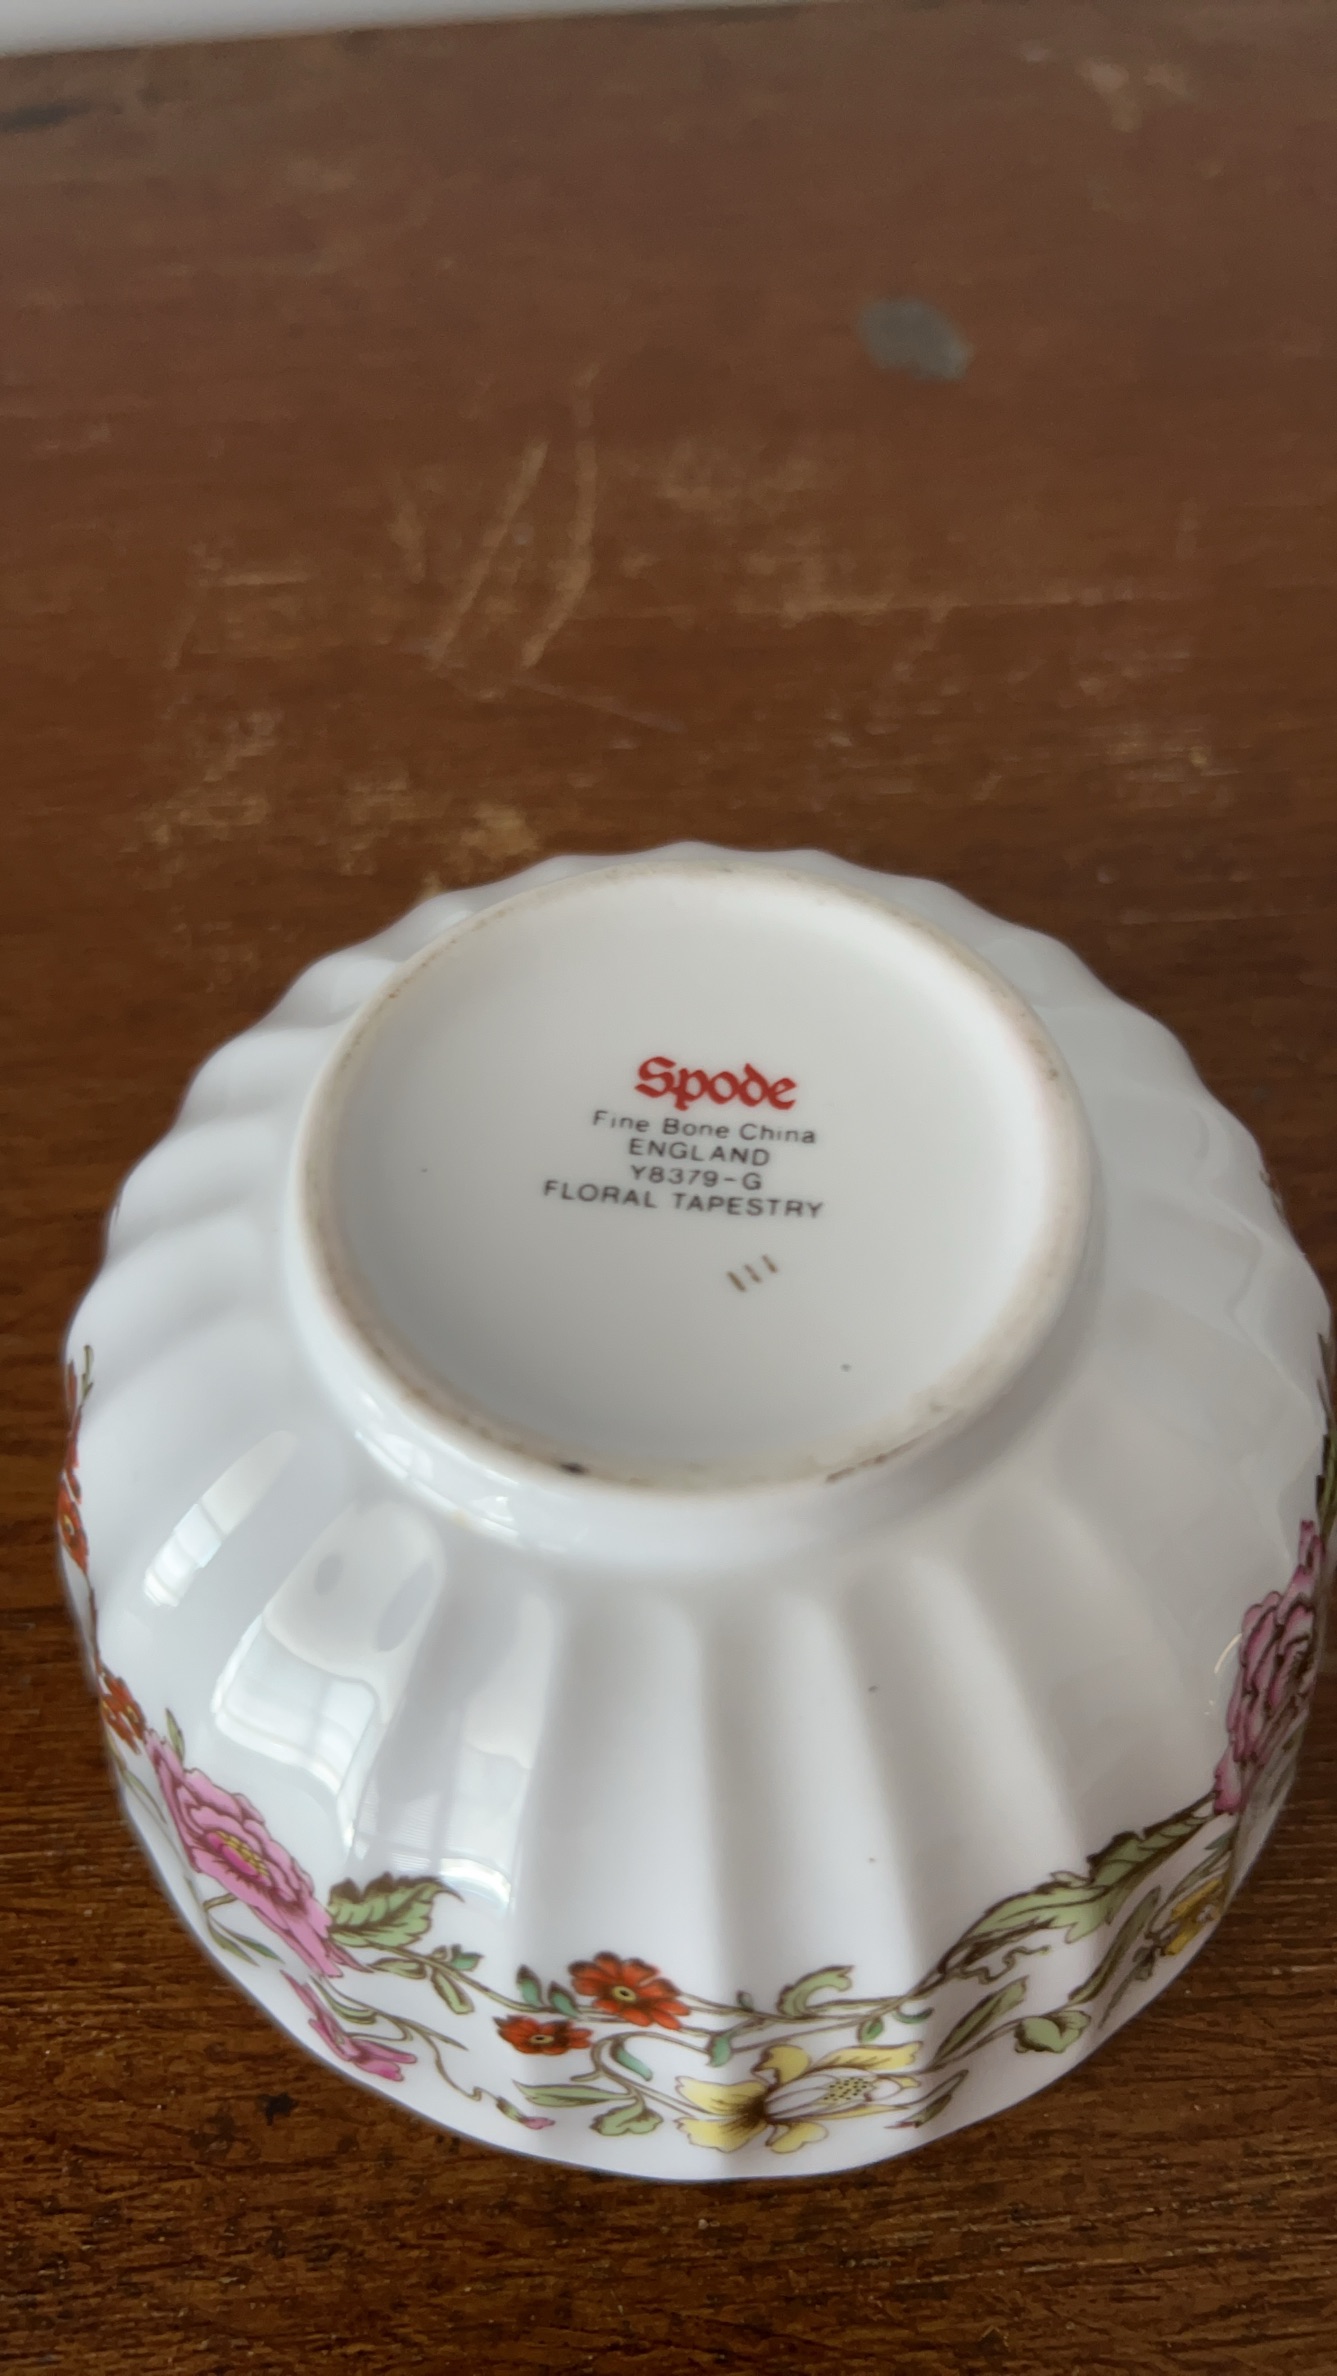 Spode
Fine Bone China
ENGLAND
Y8379-G
FLORAL TAPESTRY